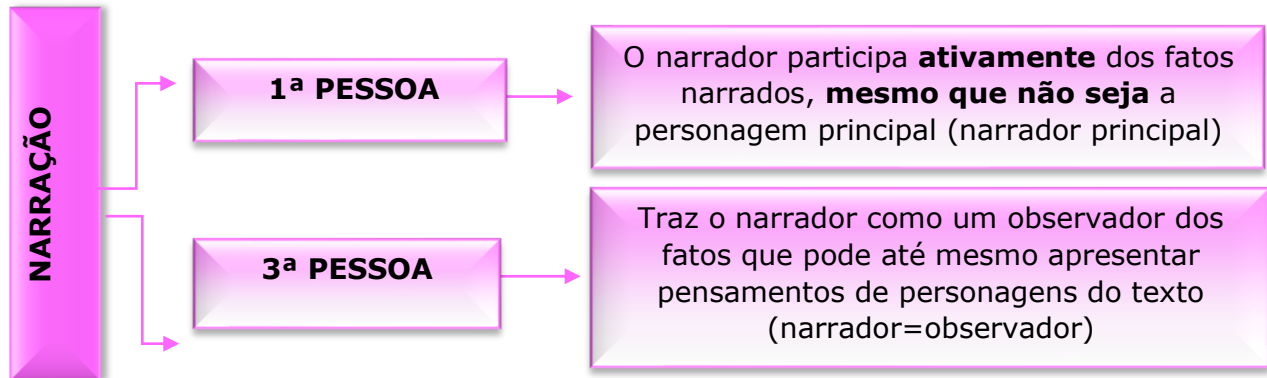 NARRAÇÃO
1ª PESSOA
O narrador participa ativamente dos fatos
narrados, mesmo que não seja a
personagem principal (narrador principal)
3ª PESSOA
Traz o narrador como um observador dos
fatos que pode até mesmo apresentar
pensamentos de personagens do texto
(narrador=observador)